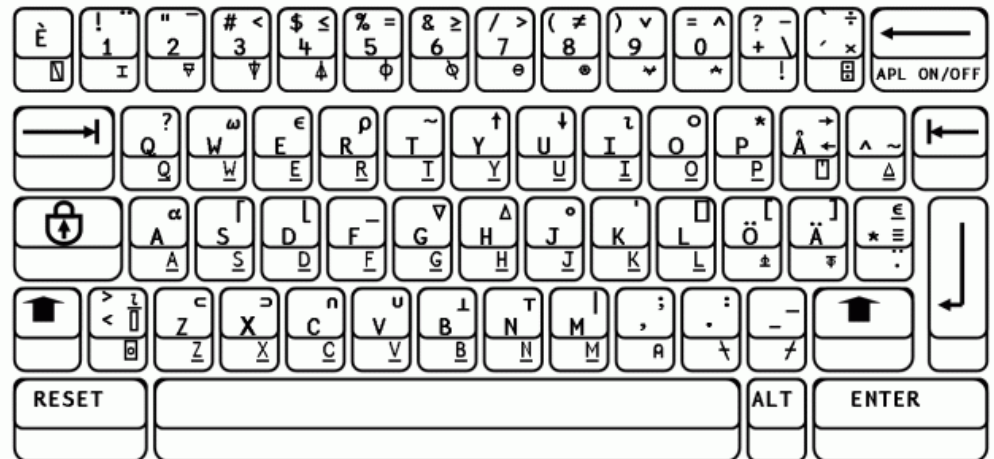 È ! ¨ 1 ⌶ " ¯ 2 ⍫ # < 3 ⍒ $ ≤ 4 ⍋ % = 5 ⌽ & ≥ 6 ⍉ / > 7 ⊖ ( ≠ 8 ⍟ ) ∨ 9 ⍱ = ∧ 0 ⍲ ? − + \ ! ` ÷ ´ × ⌹ APL ON/OFF
Q ? Q W ω W E ϵ E R ρ R T ~ T Y ↑ Y U ↓ U I ι I O ○ O P * P Å → ← ⍞ ^ ~ ∆
A α A S ⌈ S D ⌊ D F _ F G ∇ G H ∆ H J ∘ J K ' K L ⎕ L Ö [ ⍎ Ä ] ⍕ * ≡ ¨
> < ⍸ ⌷ ⌻ Z ⊂ Z X ⊃ X C ∩ C V ∪ V B ⊥ B N ⊤ N M | M , ; ⍝ . : ⍀ - _ ⌿
RESET ALT ENTER